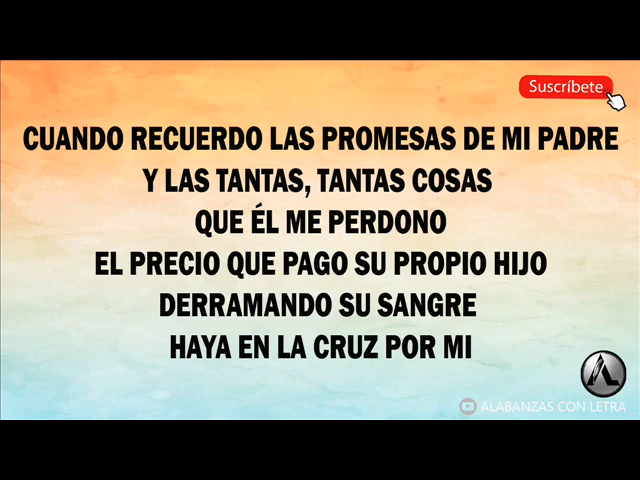 Suscríbete
CUANDO RECUERDO LAS PROMESAS DE MI PADRE
Y LAS TANTAS, TANTAS COSAS
QUE ÉL ME PERDONO
EL PRECIO QUE PAGO SU PROPIO HIJO
DERRAMANDO SU SANGRE
HAYA EN LA CRUZ POR MI
ALABANZAS CON LETRA